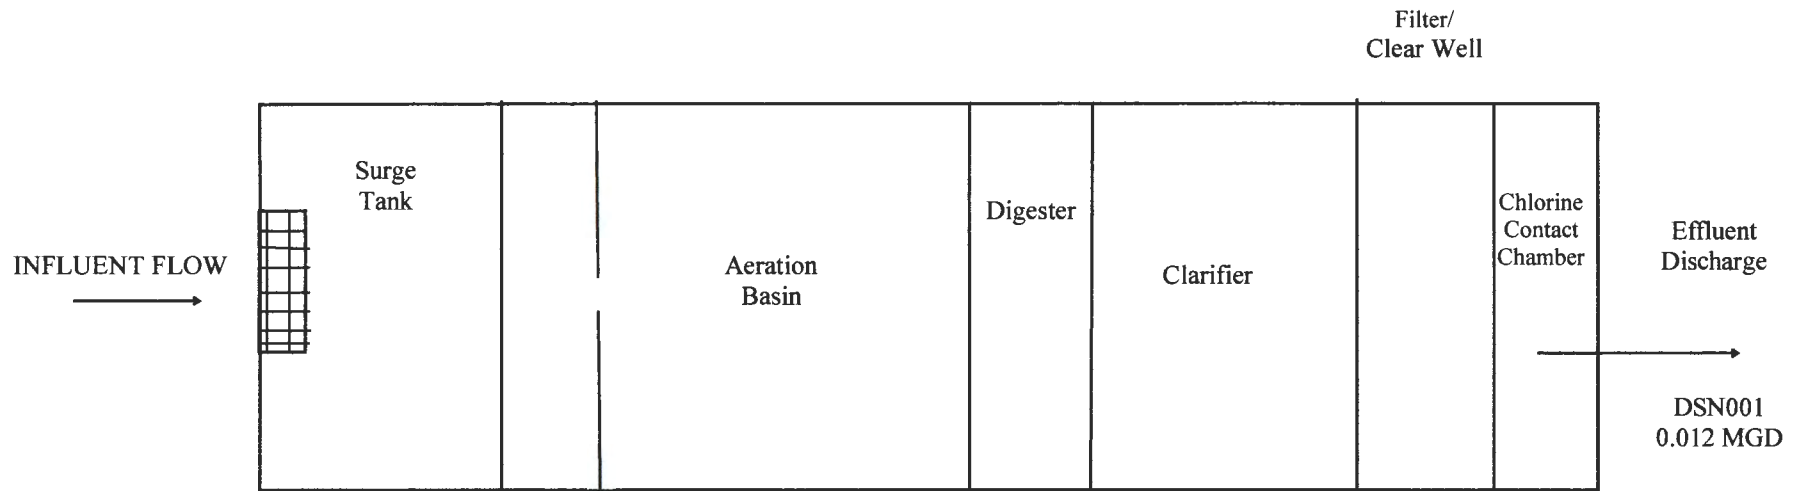 Filter/
Clear Well
Surge
Tank
INFLUENT FLOW
Aeration
Basin
Digester
Clarifier
Chlorine
Contact
Chamber
Effluent
Discharge
DSN001
0.012 MGD